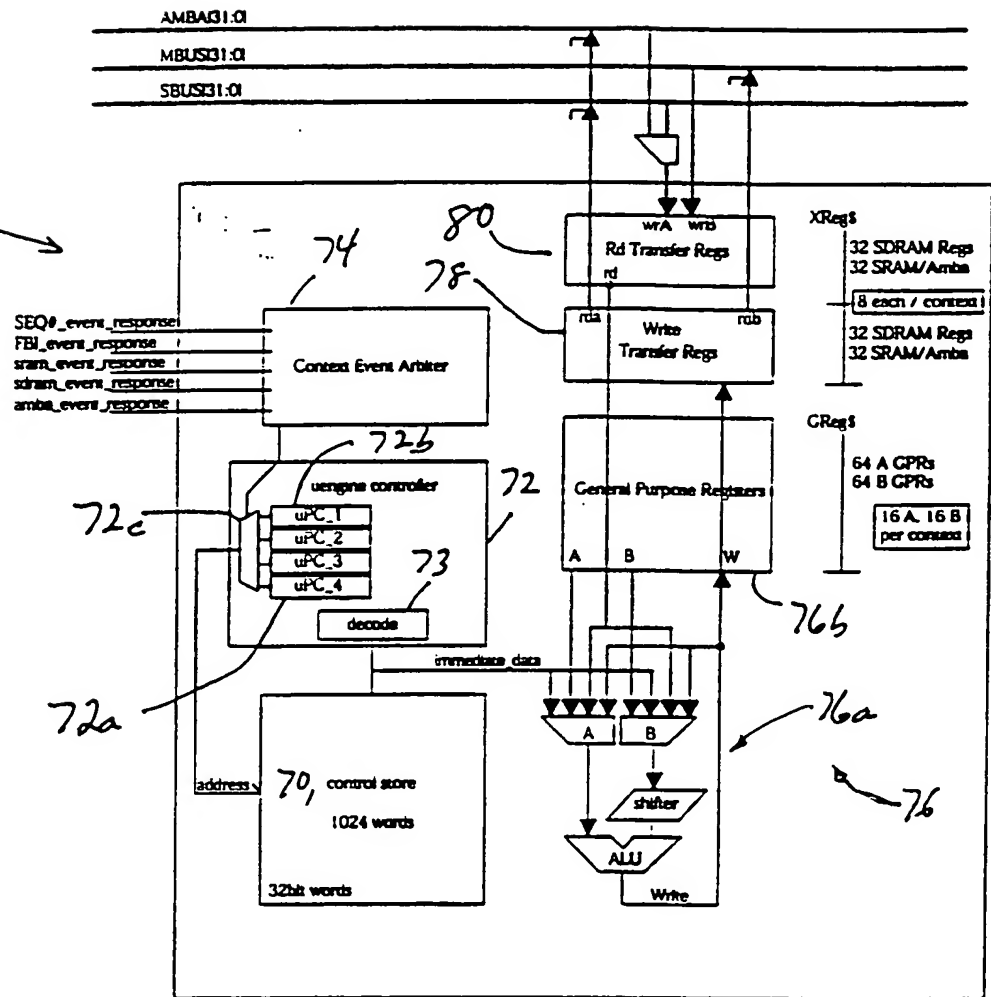 AMBA[31:0]
MBUS[31:0]
SBUS[31:0]
80
wrA wrB
Rd Transfer Regs
rd
XRegs
32 SDRAM Regs
32 SRAM/Amba
8 each / context
32 SDRAM Regs
32 SRAM/Amba
74
78
rda
rdb
Write
Transfer Regs
SEQ#_event_response
FBI_event_response
sram_event_response
sdram_event_response
amba_event_response
Context Event Arbiter
72b
GRegs
64 A GPRs
64 B GPRs
16 A, 16 B
per context
72c
uengine controller
72
uPC_1
uPC_2
uPC_3
uPC_4
73
decode
General Purpose Registers
A B W
76b
immediate_data
72a
A B
76a
76
address
70, control store
1024 words
32bit words
shifter
ALU
Write